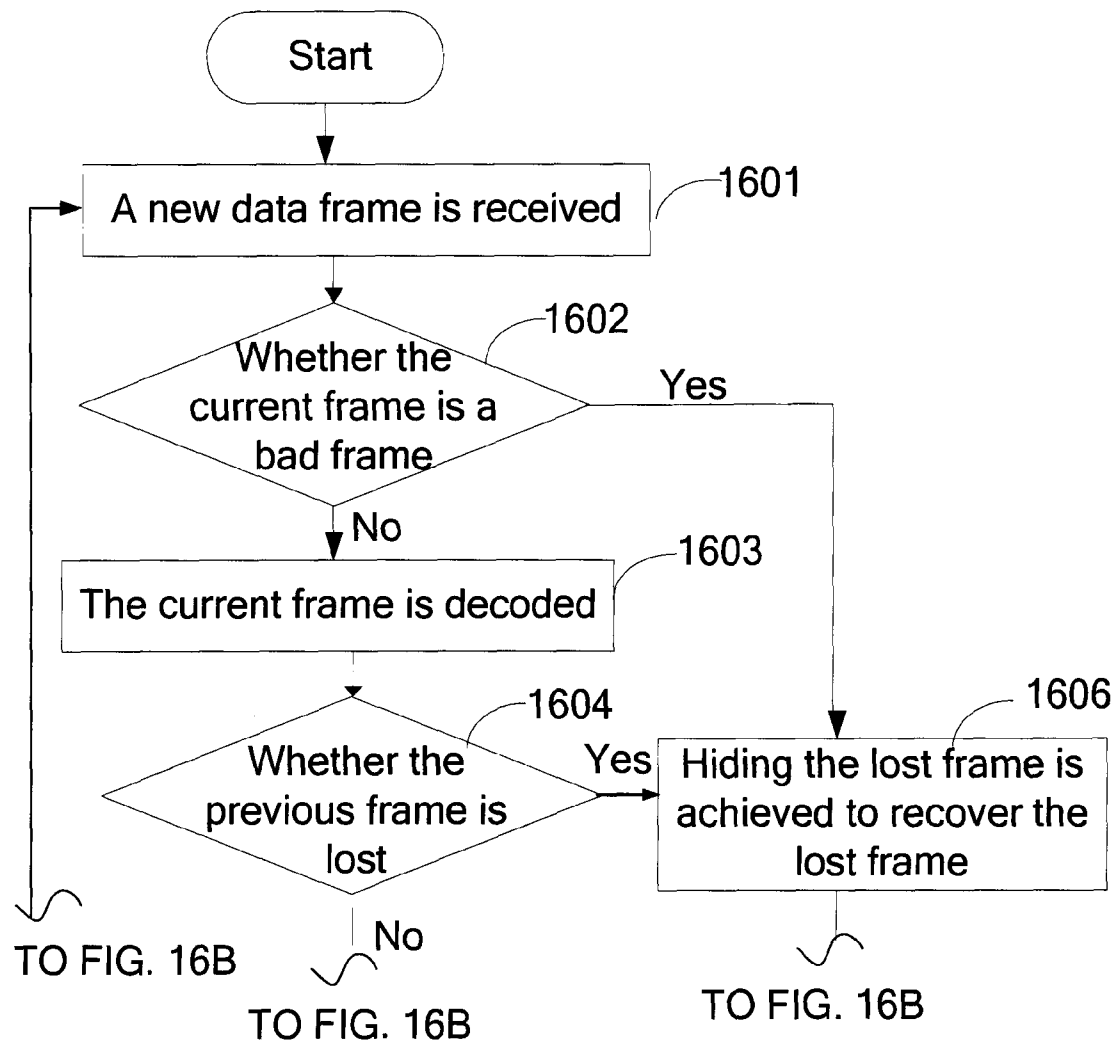 Start
A new data frame is received
1601
Whether the
current frame is a
bad frame
1602
Yes
No
The current frame is decoded
1603
Whether the
previous frame is
lost
1604
Yes
Hiding the lost frame is
achieved to recover the
lost frame
1606
No
TO FIG. 16B
TO FIG. 16B
TO FIG. 16B